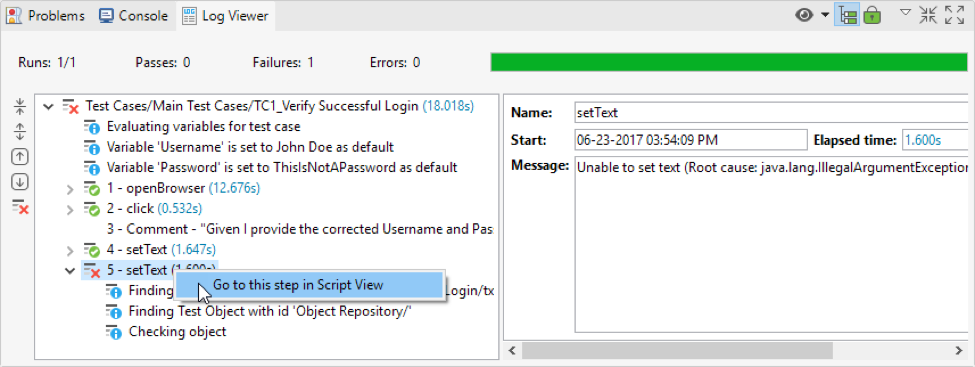 Problems Console Log Viewer
Runs: 1/1 Passes: 0 Failures: 1 Errors: 0
Test Cases/Main Test Cases/TC1_Verify Successful Login (18.018s)
Evaluating variables for test case
Variable 'Username' is set to John Doe as default
Variable 'Password' is set to ThisIsNotAPassword as default
1 - openBrowser (12.676s)
2 - click (0.532s)
3 - Comment - "Given I provide the corrected Username and Pas
4 - setText (1.647s)
5 - setText (1.600s)
Go to this step in Script View
Finding
Login/tx
Finding Test Object with id 'Object Repository/'
Checking object
Name: setText
Start: 06-23-2017 03:54:09 PM Elapsed time: 1.600s
Message: Unable to set text (Root cause: java.lang.IllegalArgumentException